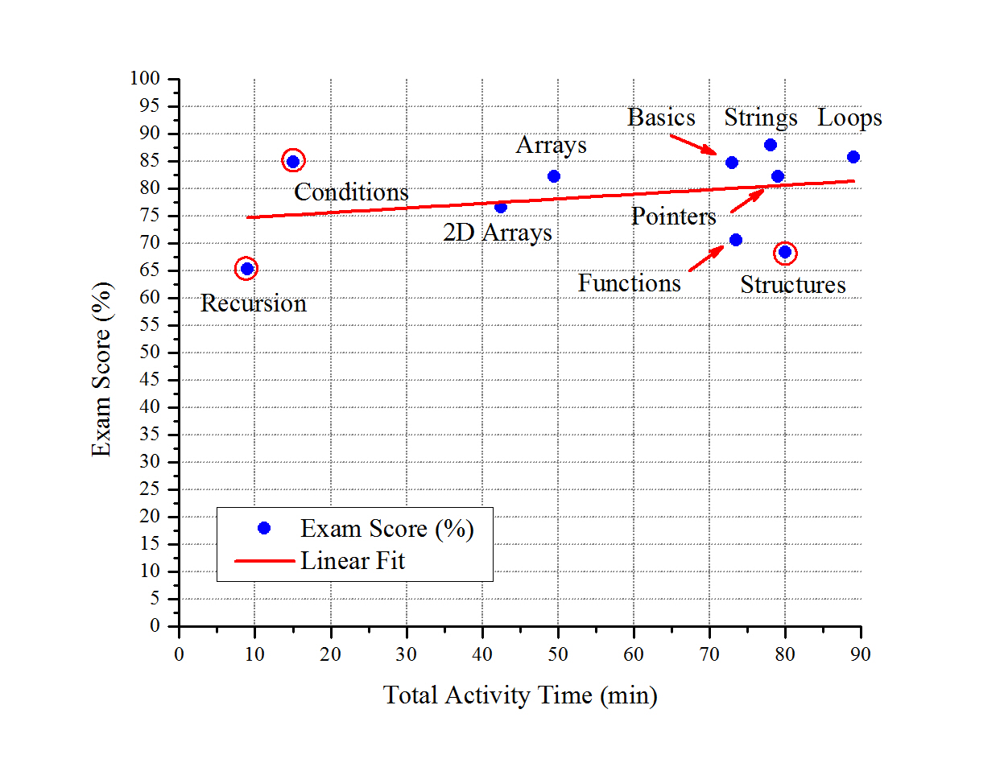 100
95
90
85
80
75
70
65
60
55
50
45
40
35
30
25
20
15
10
5
0
Exam Score (%)
Basics
Strings
Loops
Arrays
Conditions
Pointers
2D Arrays
Functions
Structures
Recursion
Exam Score (%)
Linear Fit
0 10 20 30 40 50 60 70 80 90
Total Activity Time (min)